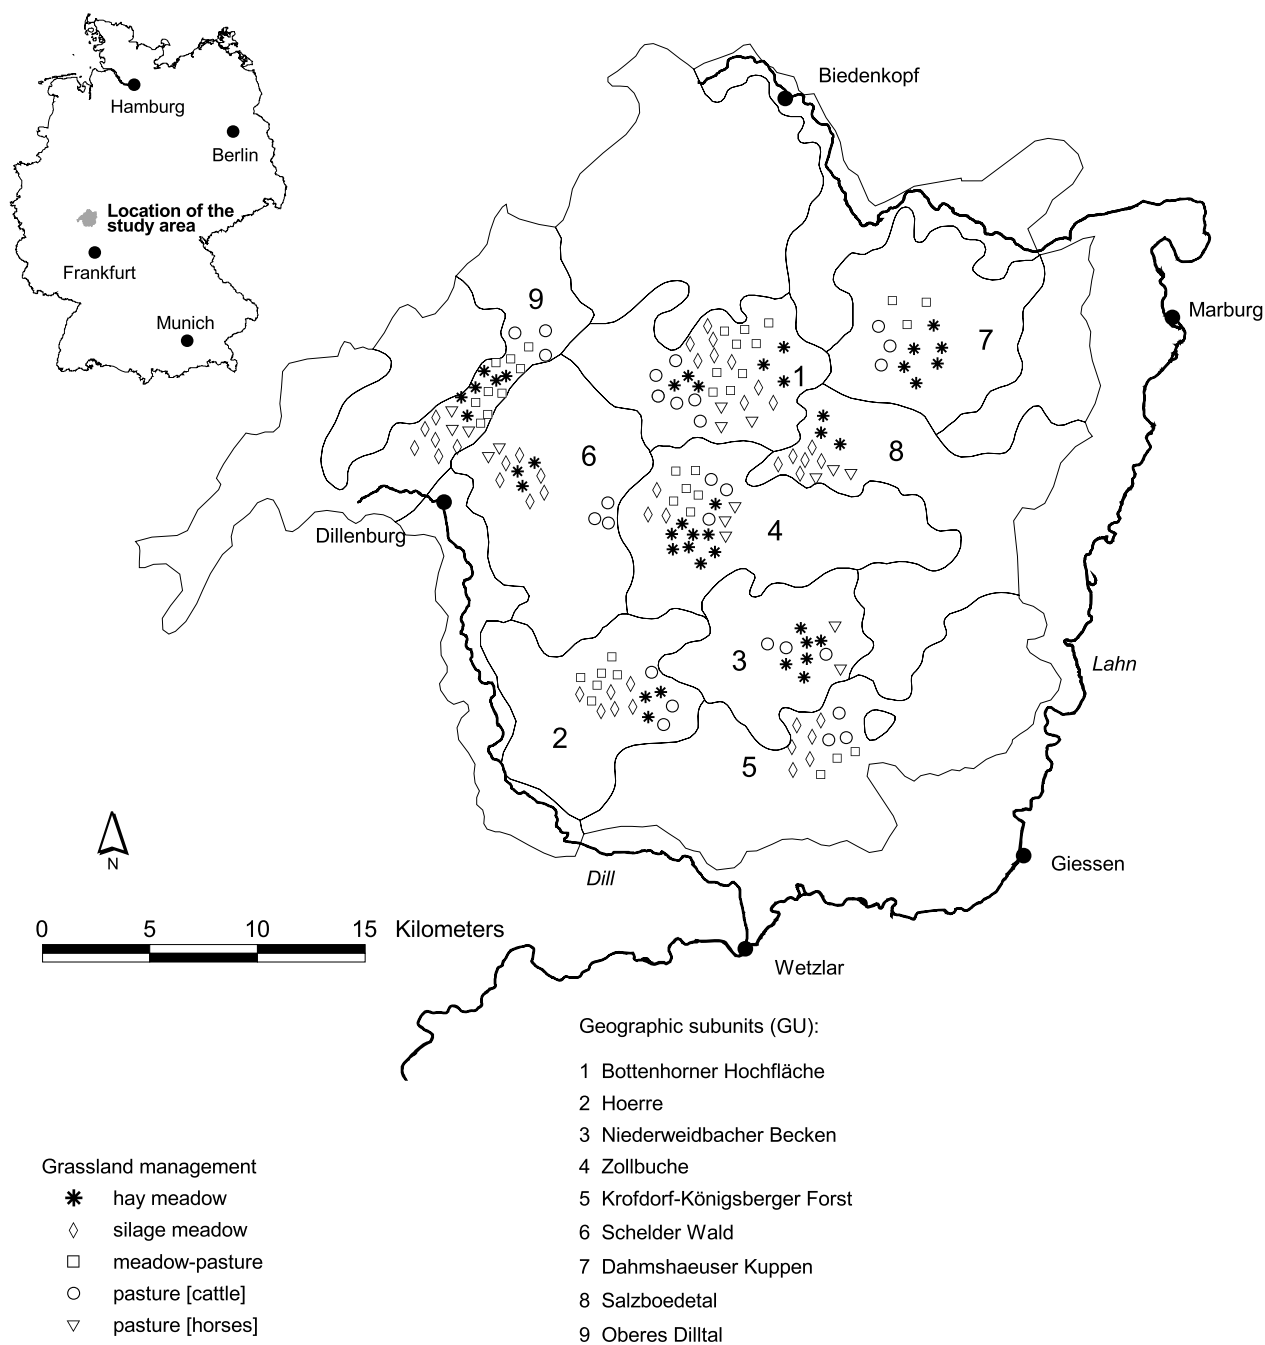 Hamburg
Berlin
Location of the
study area
Frankfurt
Munich
Biedenkopf
Marburg
9
7
1
6
8
4
Dillenburg
3
Lahn
2
5
N
Dill
Giessen
0 5 10 15 Kilometers
Wetzlar
Geographic subunits (GU):
1 Bottenhorner Hochfläche
2 Hoerre
3 Niederweidbacher Becken
4 Zollbuche
5 Krofdorf-Königsberger Forst
6 Schelder Wald
7 Dahmshaeuser Kuppen
8 Salzboedetal
9 Oberes Dilltal
Grassland management
hay meadow
silage meadow
meadow-pasture
pasture [cattle]
pasture [horses]